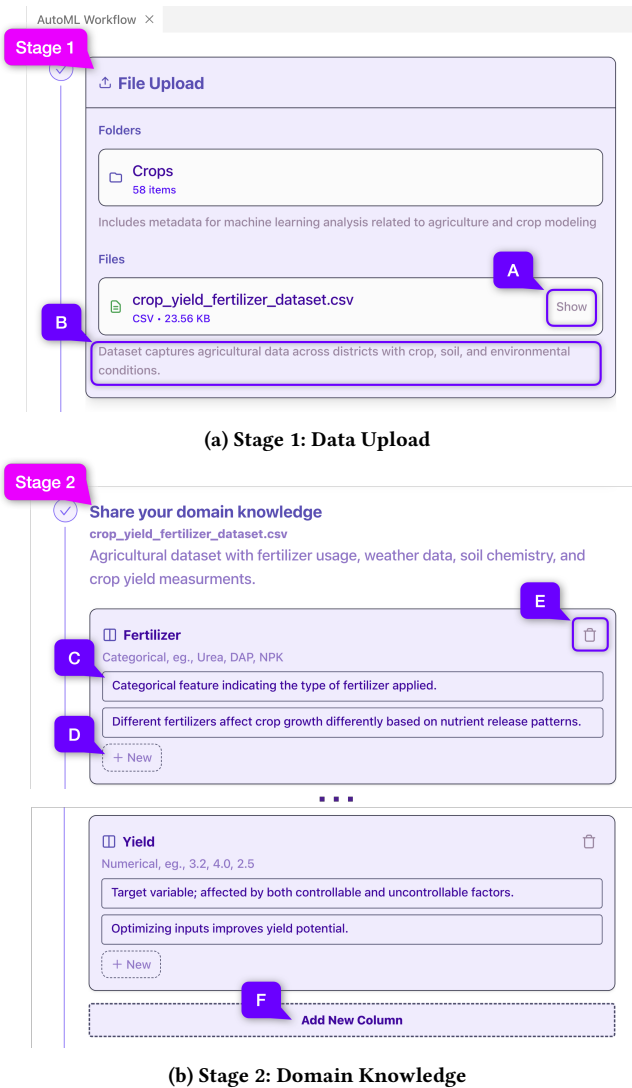 AutoML Workflow ×
Stage 1
File Upload
Folders
Crops
58 items
Includes metadata for machine learning analysis related to agriculture and crop modeling
Files
A
crop_yield_fertilizer_dataset.csv
Show
CSV • 23.56 KB
B
Dataset captures agricultural data across districts with crop, soil, and environmental
conditions.
(a) Stage 1: Data Upload
Stage 2
Share your domain knowledge
crop_yield_fertilizer_dataset.csv
Agricultural dataset with fertilizer usage, weather data, soil chemistry, and
crop yield measurments.
E
Fertilizer
Categorical, eg., Urea, DAP, NPK
C
Categorical feature indicating the type of fertilizer applied.
Different fertilizers affect crop growth differently based on nutrient release patterns.
D
+ New
...
Yield
Numerical, eg., 3.2, 4.0, 2.5
Target variable; affected by both controllable and uncontrollable factors.
Optimizing inputs improves yield potential.
+ New
F
Add New Column
(b) Stage 2: Domain Knowledge